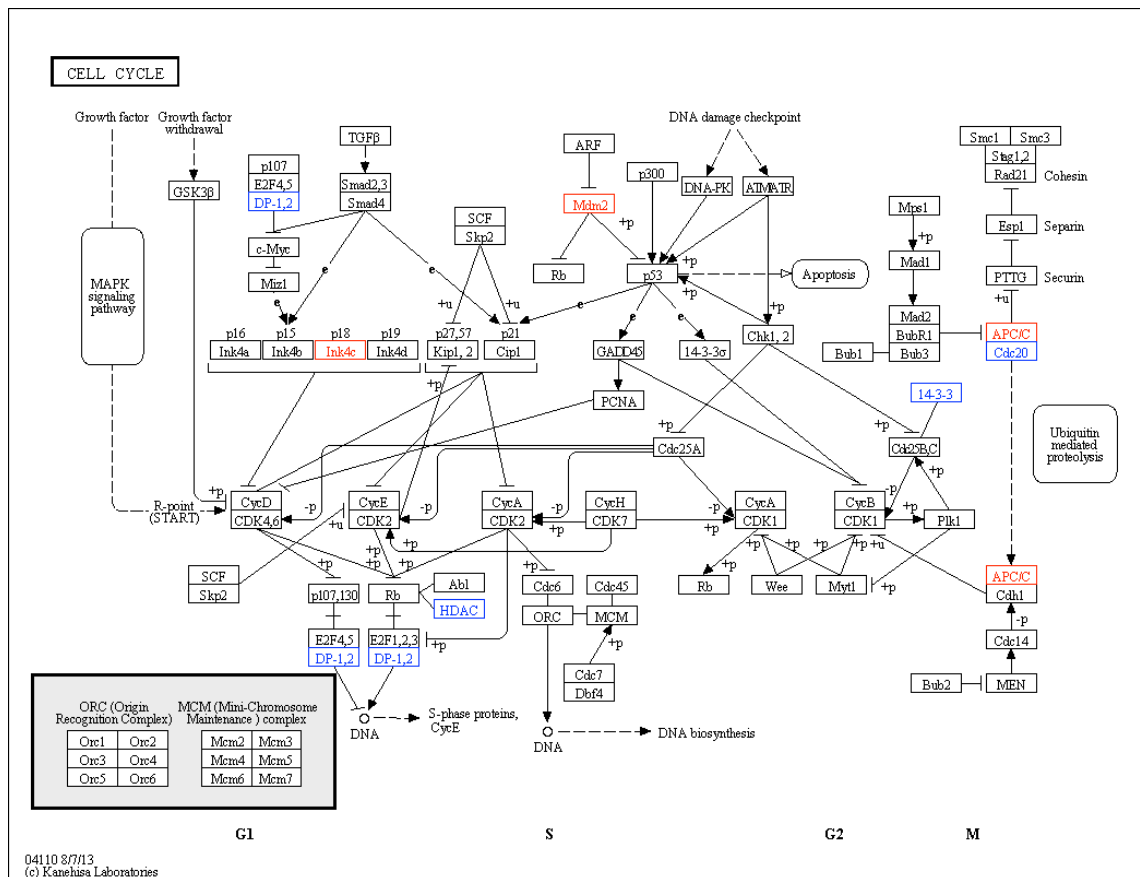 CELL CYCLE
Growth factor
Growth factor
withdrawal
DNA damage checkpoint
TGFβ
ARF
Smc1
Smc3
Stag1,2
Rad21
Cohesin
p107
E2F4,5
DP-1,2
GSK3β
Smad2,3
Smad4
p300
DNA-PK
ATM/ATR
Mdm2
+p
SCF
Skp2
Mps1
+p
Esp1
Separin
c-Myc
Miz1
Rb
p53
+p
Apoptosis
Mad1
PTTG
Securin
MAPK
signaling
pathway
e
e
e
e
e
e
+u
+u
+p
+p
+u
Mad2
BubR1
Bub3
Bub1
APC/C
Cdc20
p16
p15
p18
p19
p27,57
p21
Ink4a
Ink4b
Ink4c
Ink4d
Kip1, 2
Cip1
GADD45
14-3-3σ
Chk1, 2
+p
PCNA
14-3-3
Ubiquitin
mediated
proteolysis
+p
+p
Cdc25A
Cdc25B,C
R-point
(START)
+p
CycD
CDK4,6
-p
+u
CycE
CDK2
-p
CycA
CDK2
-p
+p
CycH
CDK7
-p
+p
CycA
CDK1
CycB
CDK1
-p
+p
+p
Plk1
+p
+p
+p
+p
+p
+p
+p
+p
+u
SCF
Skp2
p107,130
Rb
Abl
HDAC
Cdc6
Cdc45
ORC
MCM
+p
Rb
Wee
Myt1
+p
APC/C
Cdh1
-p
Cdc14
E2F4,5
DP-1,2
E2F1,2,3
DP-1,2
+p
Cdc7
Dbf4
Bub2
MEN
DNA
S-phase proteins,
CycE
DNA
DNA biosynthesis
ORC (Origin
Recognition Complex)
MCM (Mini-Chromosome
Maintenance ) complex
Orc1
Orc2
Mcm2
Mcm3
Orc3
Orc4
Mcm4
Mcm5
Orc5
Orc6
Mcm6
Mcm7
G1
S
G2
M
04110 8/7/13
(c) Kanehisa Laboratories